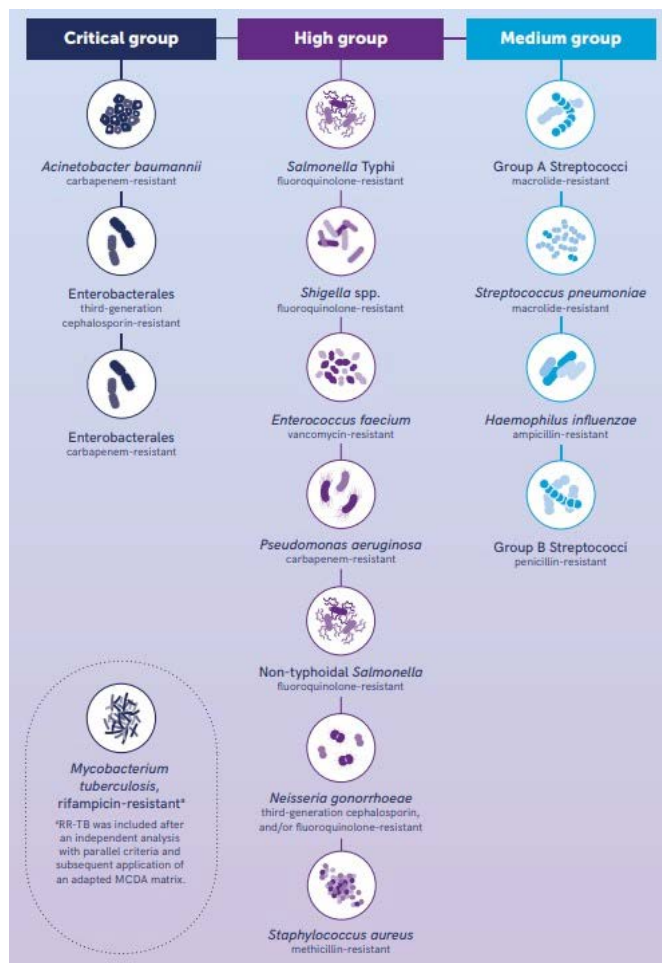 Critical group
High group
Medium group
Acinetobacter baumannii
carbapenem-resistant
Enterobacterales
third-generation
cephalosporin-resistant
Enterobacterales
carbapenem-resistant
Mycobacterium
tuberculosis,
rifampicin-resistantᵃ
ᵃRR-TB was included after
an independent analysis
with parallel criteria and
subsequent application of
an adapted MCDA matrix.
Salmonella Typhi
fluoroquinolone-resistant
Shigella spp.
fluoroquinolone-resistant
Enterococcus faecium
vancomycin-resistant
Pseudomonas aeruginosa
carbapenem-resistant
Non-typhoidal Salmonella
fluoroquinolone-resistant
Neisseria gonorrhoeae
third-generation cephalosporin,
and/or fluoroquinolone-resistant
Staphylococcus aureus
methicillin-resistant
Group A Streptococci
macrolide-resistant
Streptococcus pneumoniae
macrolide-resistant
Haemophilus influenzae
ampicillin-resistant
Group B Streptococci
penicillin-resistant